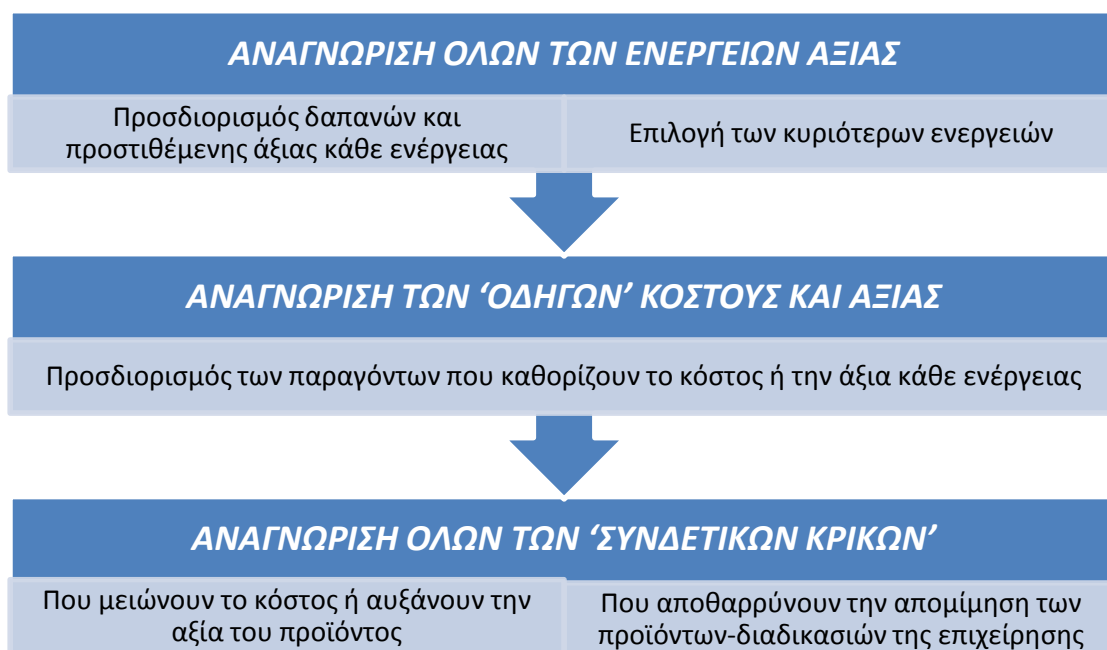 ΑΝΑΓΝΩΡΙΣΗ ΟΛΩΝ ΤΩΝ ΕΝΕΡΓΕΙΩΝ ΑΞΙΑΣ
Προσδιορισμός δαπανών και
προστιθέμενης άξιας κάθε ενέργειας
Επιλογή των κυριότερων ενεργειών
ΑΝΑΓΝΩΡΙΣΗ ΤΩΝ ‘ΟΔΗΓΩΝ’ ΚΟΣΤΟΥΣ ΚΑΙ ΑΞΙΑΣ
Προσδιορισμός των παραγόντων που καθορίζουν το κόστος ή την άξια κάθε ενέργειας
ΑΝΑΓΝΩΡΙΣΗ ΟΛΩΝ ΤΩΝ ‘ΣΥΝΔΕΤΙΚΩΝ ΚΡΙΚΩΝ’
Που μειώνουν το κόστος ή αυξάνουν την
αξία του προϊόντος
Που αποθαρρύνουν την απομίμηση των
προϊόντων-διαδικασιών της επιχείρησης